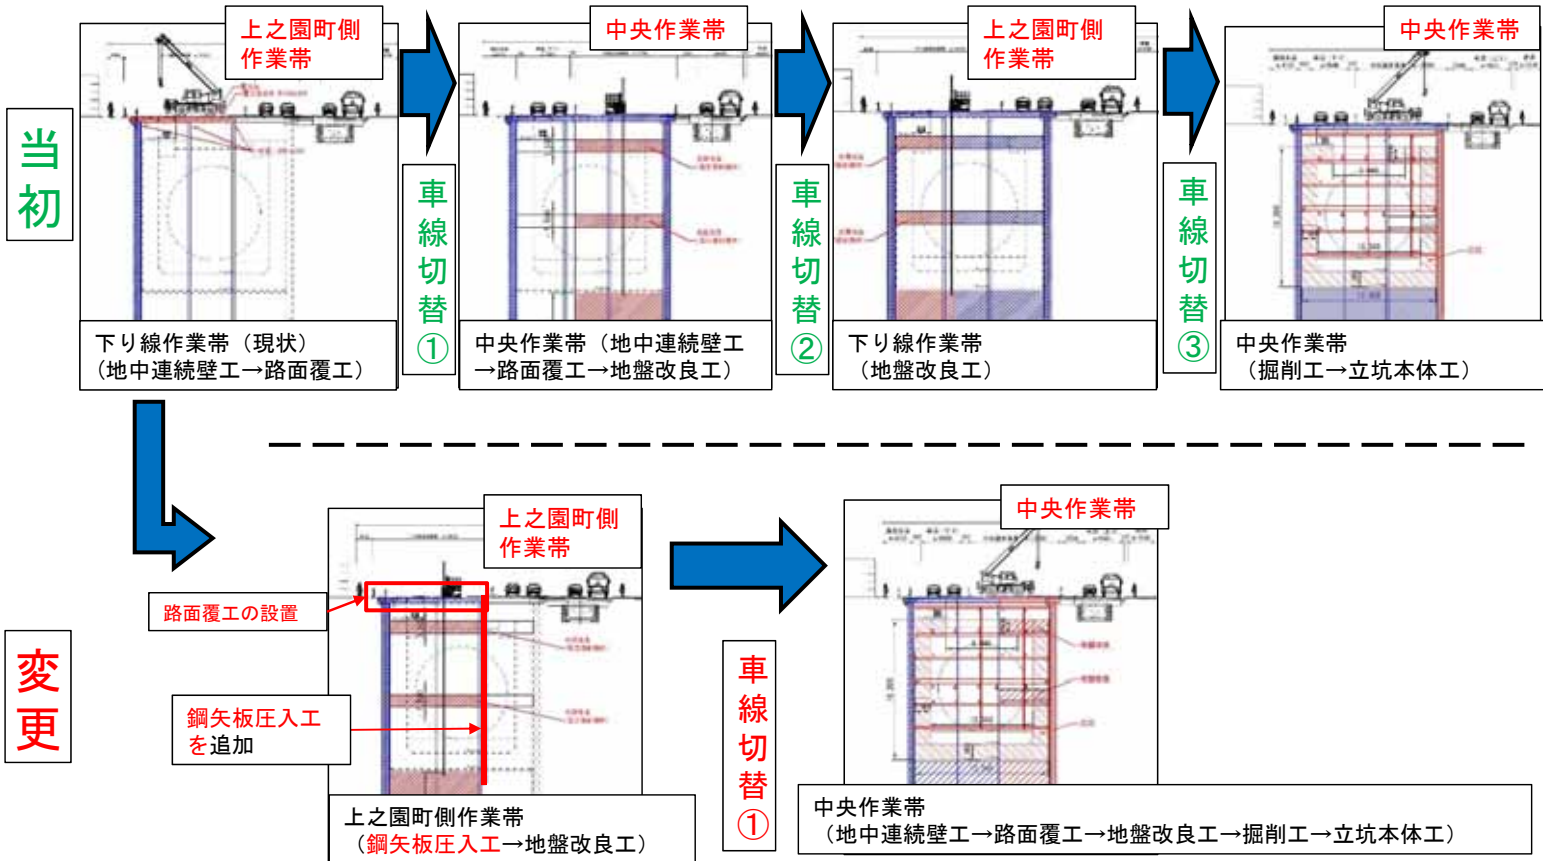 当初
上之園町側
作業帯
下り線作業帯（現状）
（地中連続壁工→路面覆工）
車線切替①
中央作業帯
中央作業帯（地中連続壁工
→路面覆工→地盤改良工）
車線切替②
上之園町側
作業帯
下り線作業帯
（地盤改良工）
車線切替③
中央作業帯
中央作業帯
（掘削工→立坑本体工）
変更
上之園町側
作業帯
路面覆工の設置
鋼矢板圧入工
を追加
上之園町側作業帯
（鋼矢板圧入工→地盤改良工）
車線切替①
中央作業帯
中央作業帯
（地中連続壁工→路面覆工→地盤改良工→掘削工→立坑本体工）